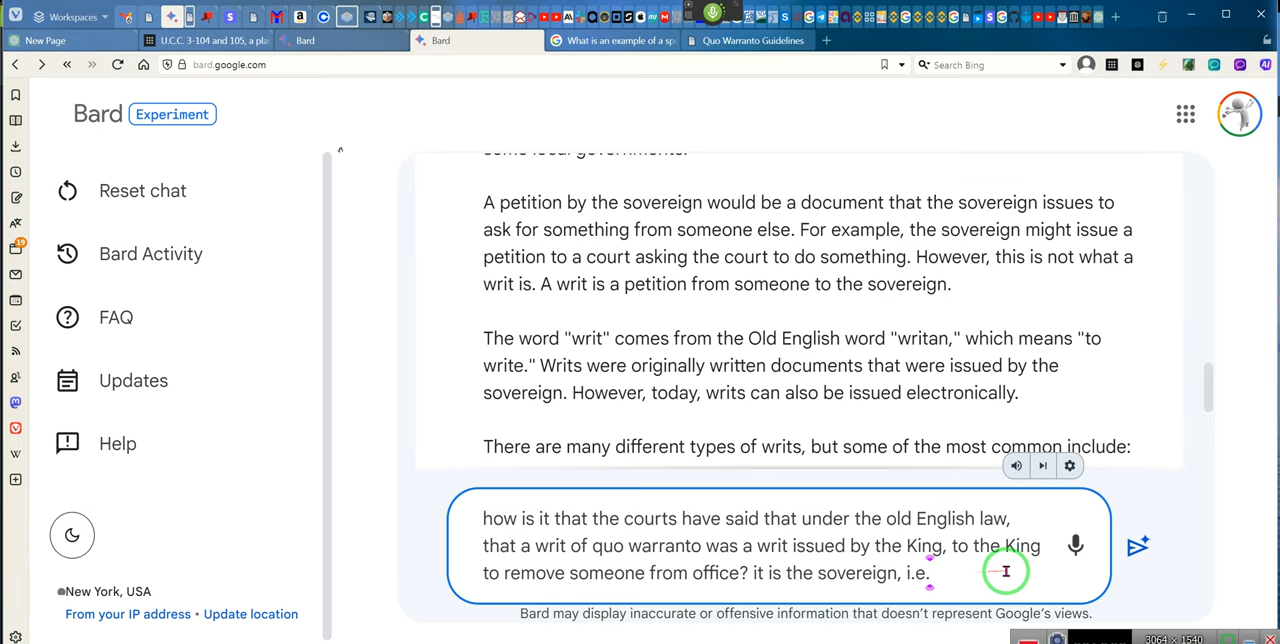 Workspaces
New Page
U.C.C. 3-104 and 105, a pla
Bard
Bard
What is an example of a sp
Quo Warranto Guidelines
bard.google.com
Search Bing
Bard
Experiment
Reset chat
Bard Activity
FAQ
Updates
Help
19
some local governments.
A petition by the sovereign would be a document that the sovereign issues to
ask for something from someone else. For example, the sovereign might issue a
petition to a court asking the court to do something. However, this is not what a
writ is. A writ is a petition from someone to the sovereign.
The word "writ" comes from the Old English word "writan," which means "to
write." Writs were originally written documents that were issued by the
sovereign. However, today, writs can also be issued electronically.
There are many different types of writs, but some of the most common include:
how is it that the courts have said that under the old English law,
that a writ of quo warranto was a writ issued by the King, to the King
to remove someone from office? it is the sovereign, i.e.
New York, USA
From your IP address • Update location
Bard may display inaccurate or offensive information that doesn't represent Google's views.
3064 × 1540